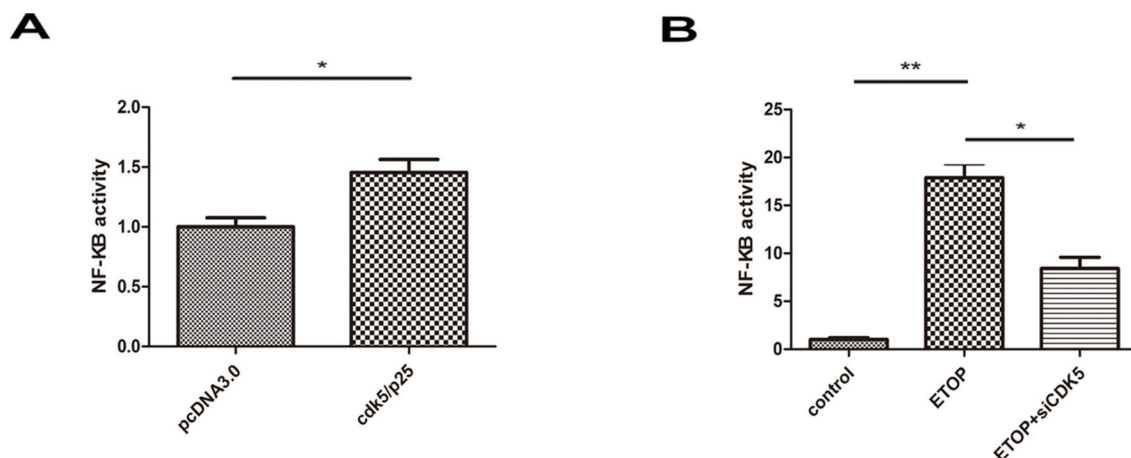 A
*
NF-KB activity
2.0
1.5
1.0
0.5
0.0
pcDNA3.0
cdk5/p25
B
**
*
NF-KB activity
25
20
15
10
5
0
control
ETOP
ETOP+siCDK5